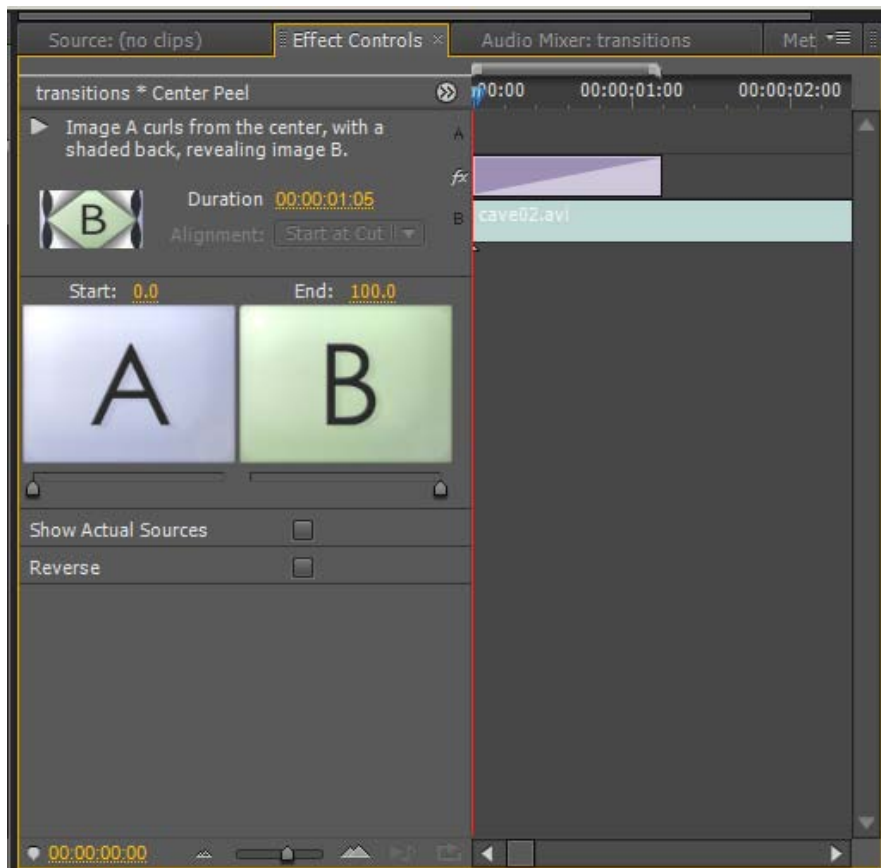 Source: (no clips)
Effect Controls ×
Audio Mixer: transitions
Met
transitions * Center Peel
00:00
00:00:01:00
00:00:02:00
Image A curls from the center, with a
shaded back, revealing image B.
A
fx
B
Duration 00:00:01:05
Alignment: Start at Cut
B
cave02.avi
Start: 0.0
End: 100.0
A
B
Show Actual Sources
Reverse
00:00:00:00